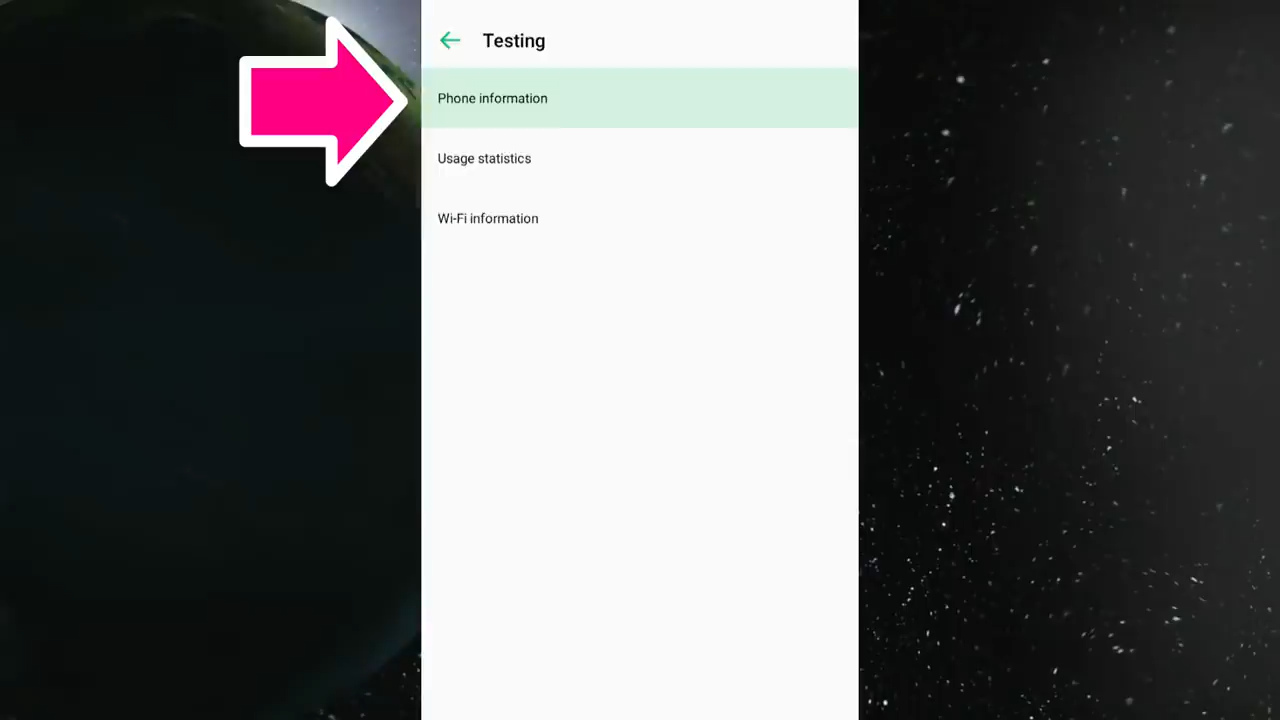 Testing
Phone information
Usage statistics
Wi-Fi information